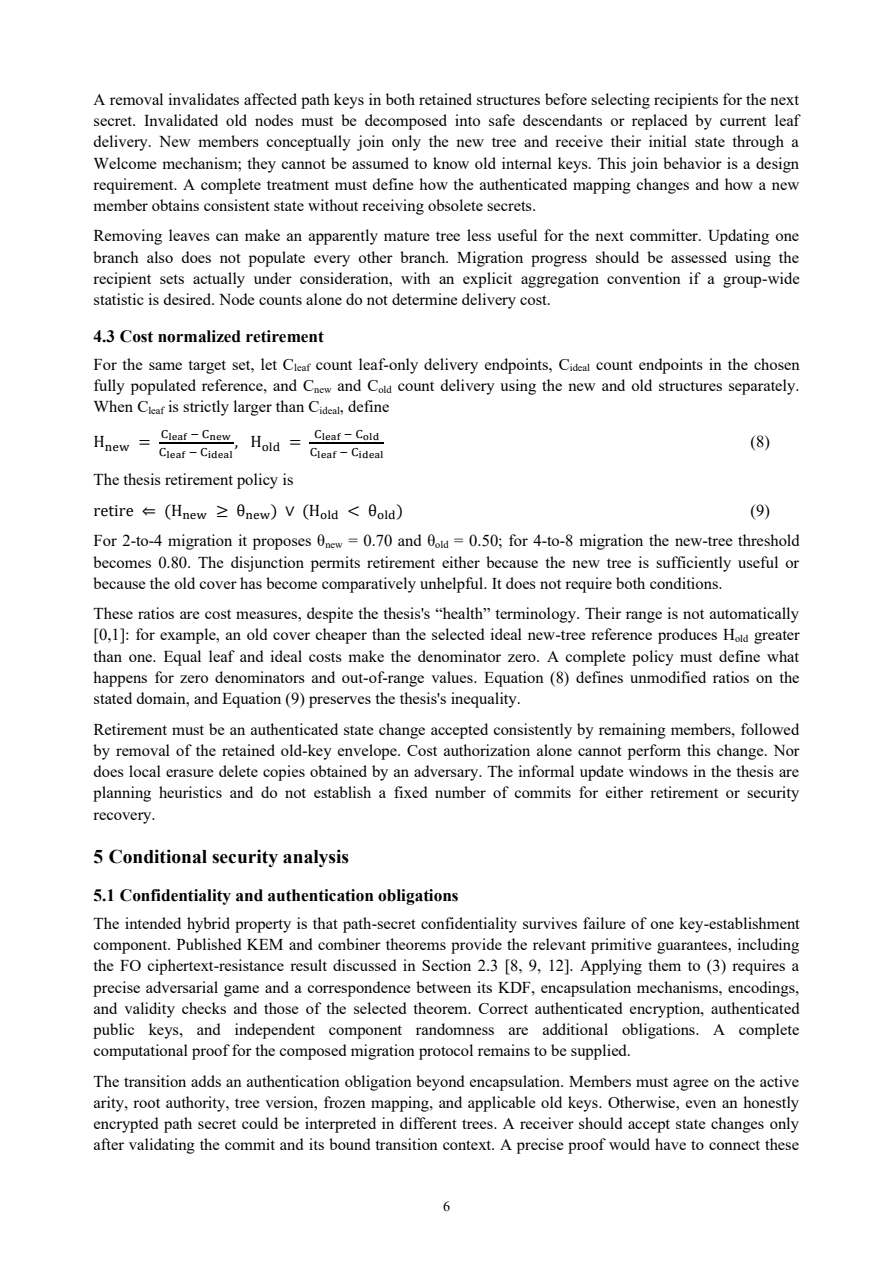 A removal invalidates affected path keys in both retained structures before selecting recipients for the next
secret. Invalidated old nodes must be decomposed into safe descendants or replaced by current leaf
delivery. New members conceptually join only the new tree and receive their initial state through a
Welcome mechanism; they cannot be assumed to know old internal keys. This join behavior is a design
requirement. A complete treatment must define how the authenticated mapping changes and how a new
member obtains consistent state without receiving obsolete secrets.
Removing leaves can make an apparently mature tree less useful for the next committer. Updating one
branch also does not populate every other branch. Migration progress should be assessed using the
recipient sets actually under consideration, with an explicit aggregation convention if a group-wide
statistic is desired. Node counts alone do not determine delivery cost.
4.3 Cost normalized retirement
For the same target set, let Cleaf count leaf-only delivery endpoints, Cideal count endpoints in the chosen
fully populated reference, and Cnew and Cold count delivery using the new and old structures separately.
When Cleaf is strictly larger than Cideal, define
Hnew = (Cleaf − Cnew)/(Cleaf − Cideal), Hold = (Cleaf − Cold)/(Cleaf − Cideal) (8)
The thesis retirement policy is
retire ⇐ (Hnew ≥ θnew) ∨ (Hold < θold) (9)
For 2-to-4 migration it proposes θnew = 0.70 and θold = 0.50; for 4-to-8 migration the new-tree threshold
becomes 0.80. The disjunction permits retirement either because the new tree is sufficiently useful or
because the old cover has become comparatively unhelpful. It does not require both conditions.
These ratios are cost measures, despite the thesis's “health” terminology. Their range is not automatically
[0,1]: for example, an old cover cheaper than the selected ideal new-tree reference produces Hold greater
than one. Equal leaf and ideal costs make the denominator zero. A complete policy must define what
happens for zero denominators and out-of-range values. Equation (8) defines unmodified ratios on the
stated domain, and Equation (9) preserves the thesis's inequality.
Retirement must be an authenticated state change accepted consistently by remaining members, followed
by removal of the retained old-key envelope. Cost authorization alone cannot perform this change. Nor
does local erasure delete copies obtained by an adversary. The informal update windows in the thesis are
planning heuristics and do not establish a fixed number of commits for either retirement or security
recovery.
5 Conditional security analysis
5.1 Confidentiality and authentication obligations
The intended hybrid property is that path-secret confidentiality survives failure of one key-establishment
component. Published KEM and combiner theorems provide the relevant primitive guarantees, including
the FO ciphertext-resistance result discussed in Section 2.3 [8, 9, 12]. Applying them to (3) requires a
precise adversarial game and a correspondence between its KDF, encapsulation mechanisms, encodings,
and validity checks and those of the selected theorem. Correct authenticated encryption, authenticated
public keys, and independent component randomness are additional obligations. A complete
computational proof for the composed migration protocol remains to be supplied.
The transition adds an authentication obligation beyond encapsulation. Members must agree on the active
arity, root authority, tree version, frozen mapping, and applicable old keys. Otherwise, even an honestly
encrypted path secret could be interpreted in different trees. A receiver should accept state changes only
after validating the commit and its bound transition context. A precise proof would have to connect these
6